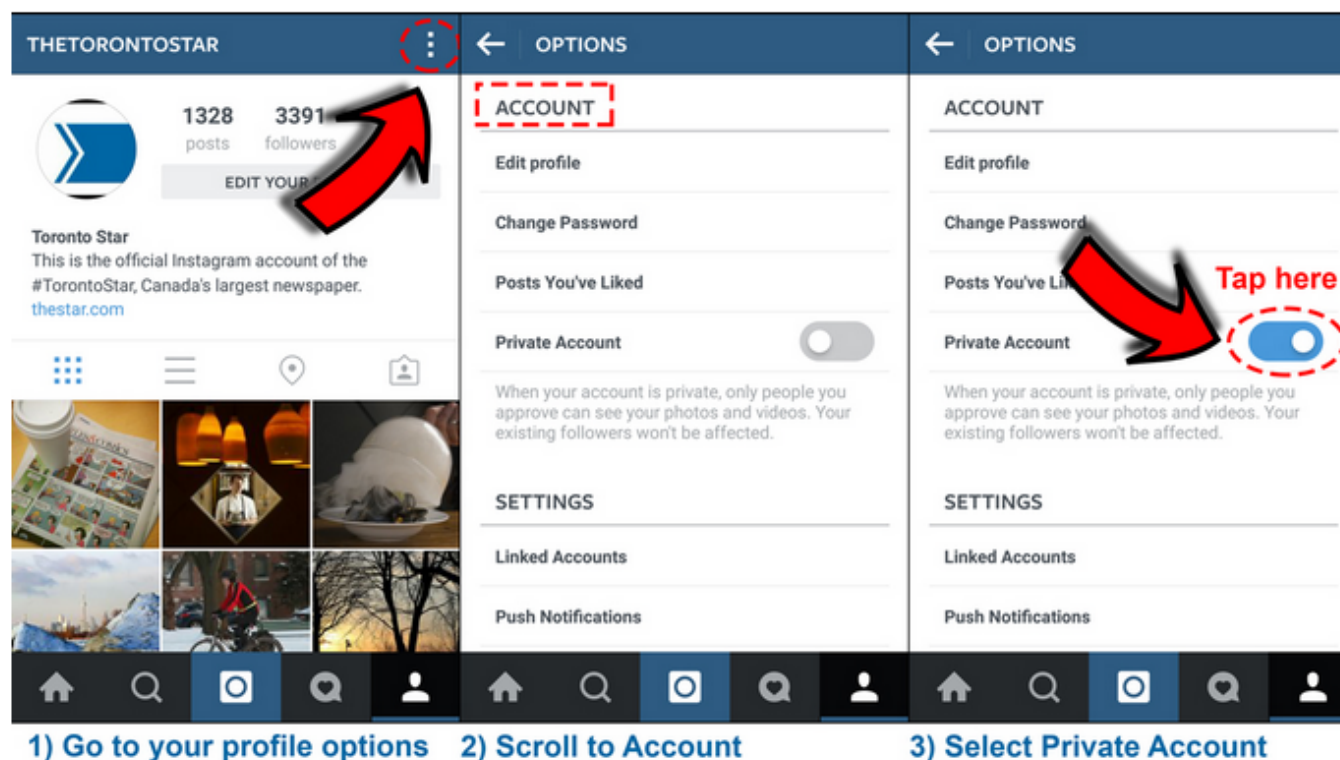 THETORONTOSTAR
1328 3391
posts followers
EDIT YOUR
Toronto Star
This is the official Instagram account of the
#TorontoStar, Canada's largest newspaper.
thestar.com
1) Go to your profile options
OPTIONS
ACCOUNT
Edit profile
Change Password
Posts You've Liked
Private Account
When your account is private, only people you
approve can see your photos and videos. Your
existing followers won't be affected.
SETTINGS
Linked Accounts
Push Notifications
2) Scroll to Account
OPTIONS
ACCOUNT
Edit profile
Change Password
Posts You've
Tap here
Private Account
When your account is private, only people you
approve can see your photos and videos. Your
existing followers won't be affected.
SETTINGS
Linked Accounts
Push Notifications
3) Select Private Account